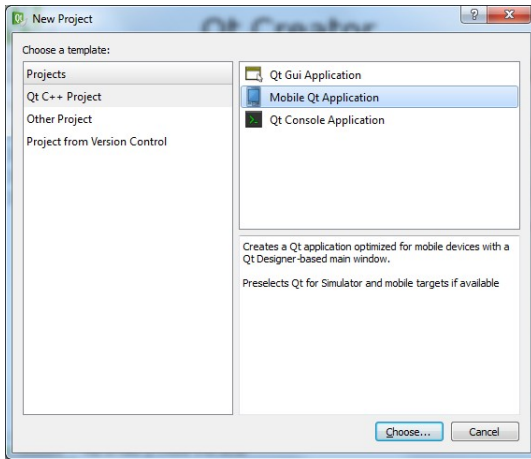 New Project
Qt Creator
Choose a template:
Projects
Qt C++ Project
Other Project
Project from Version Control
Qt Gui Application
Mobile Qt Application
Qt Console Application
Creates a Qt application optimized for mobile devices with a
Qt Designer-based main window.
Preselects Qt for Simulator and mobile targets if available
Choose...
Cancel